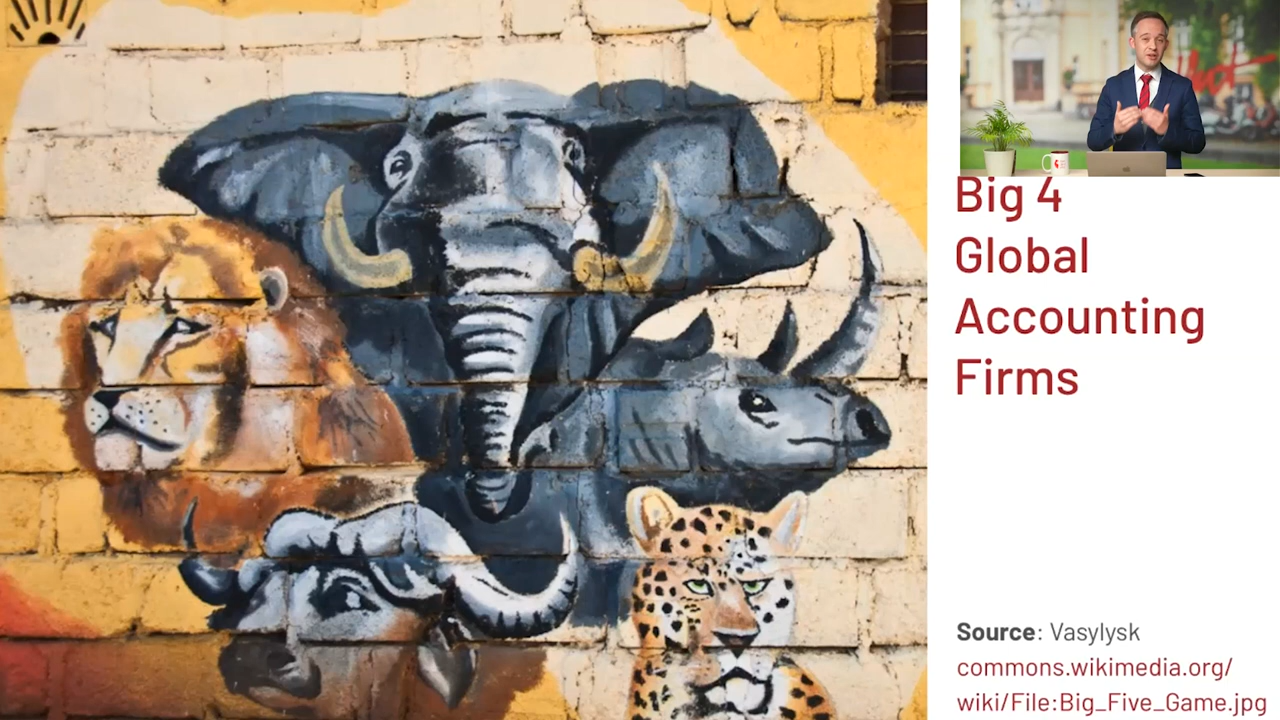 Big 4
Global
Accounting
Firms
Source: Vasylysk
commons.wikimedia.org/
wiki/File:Big_Five_Game.jpg